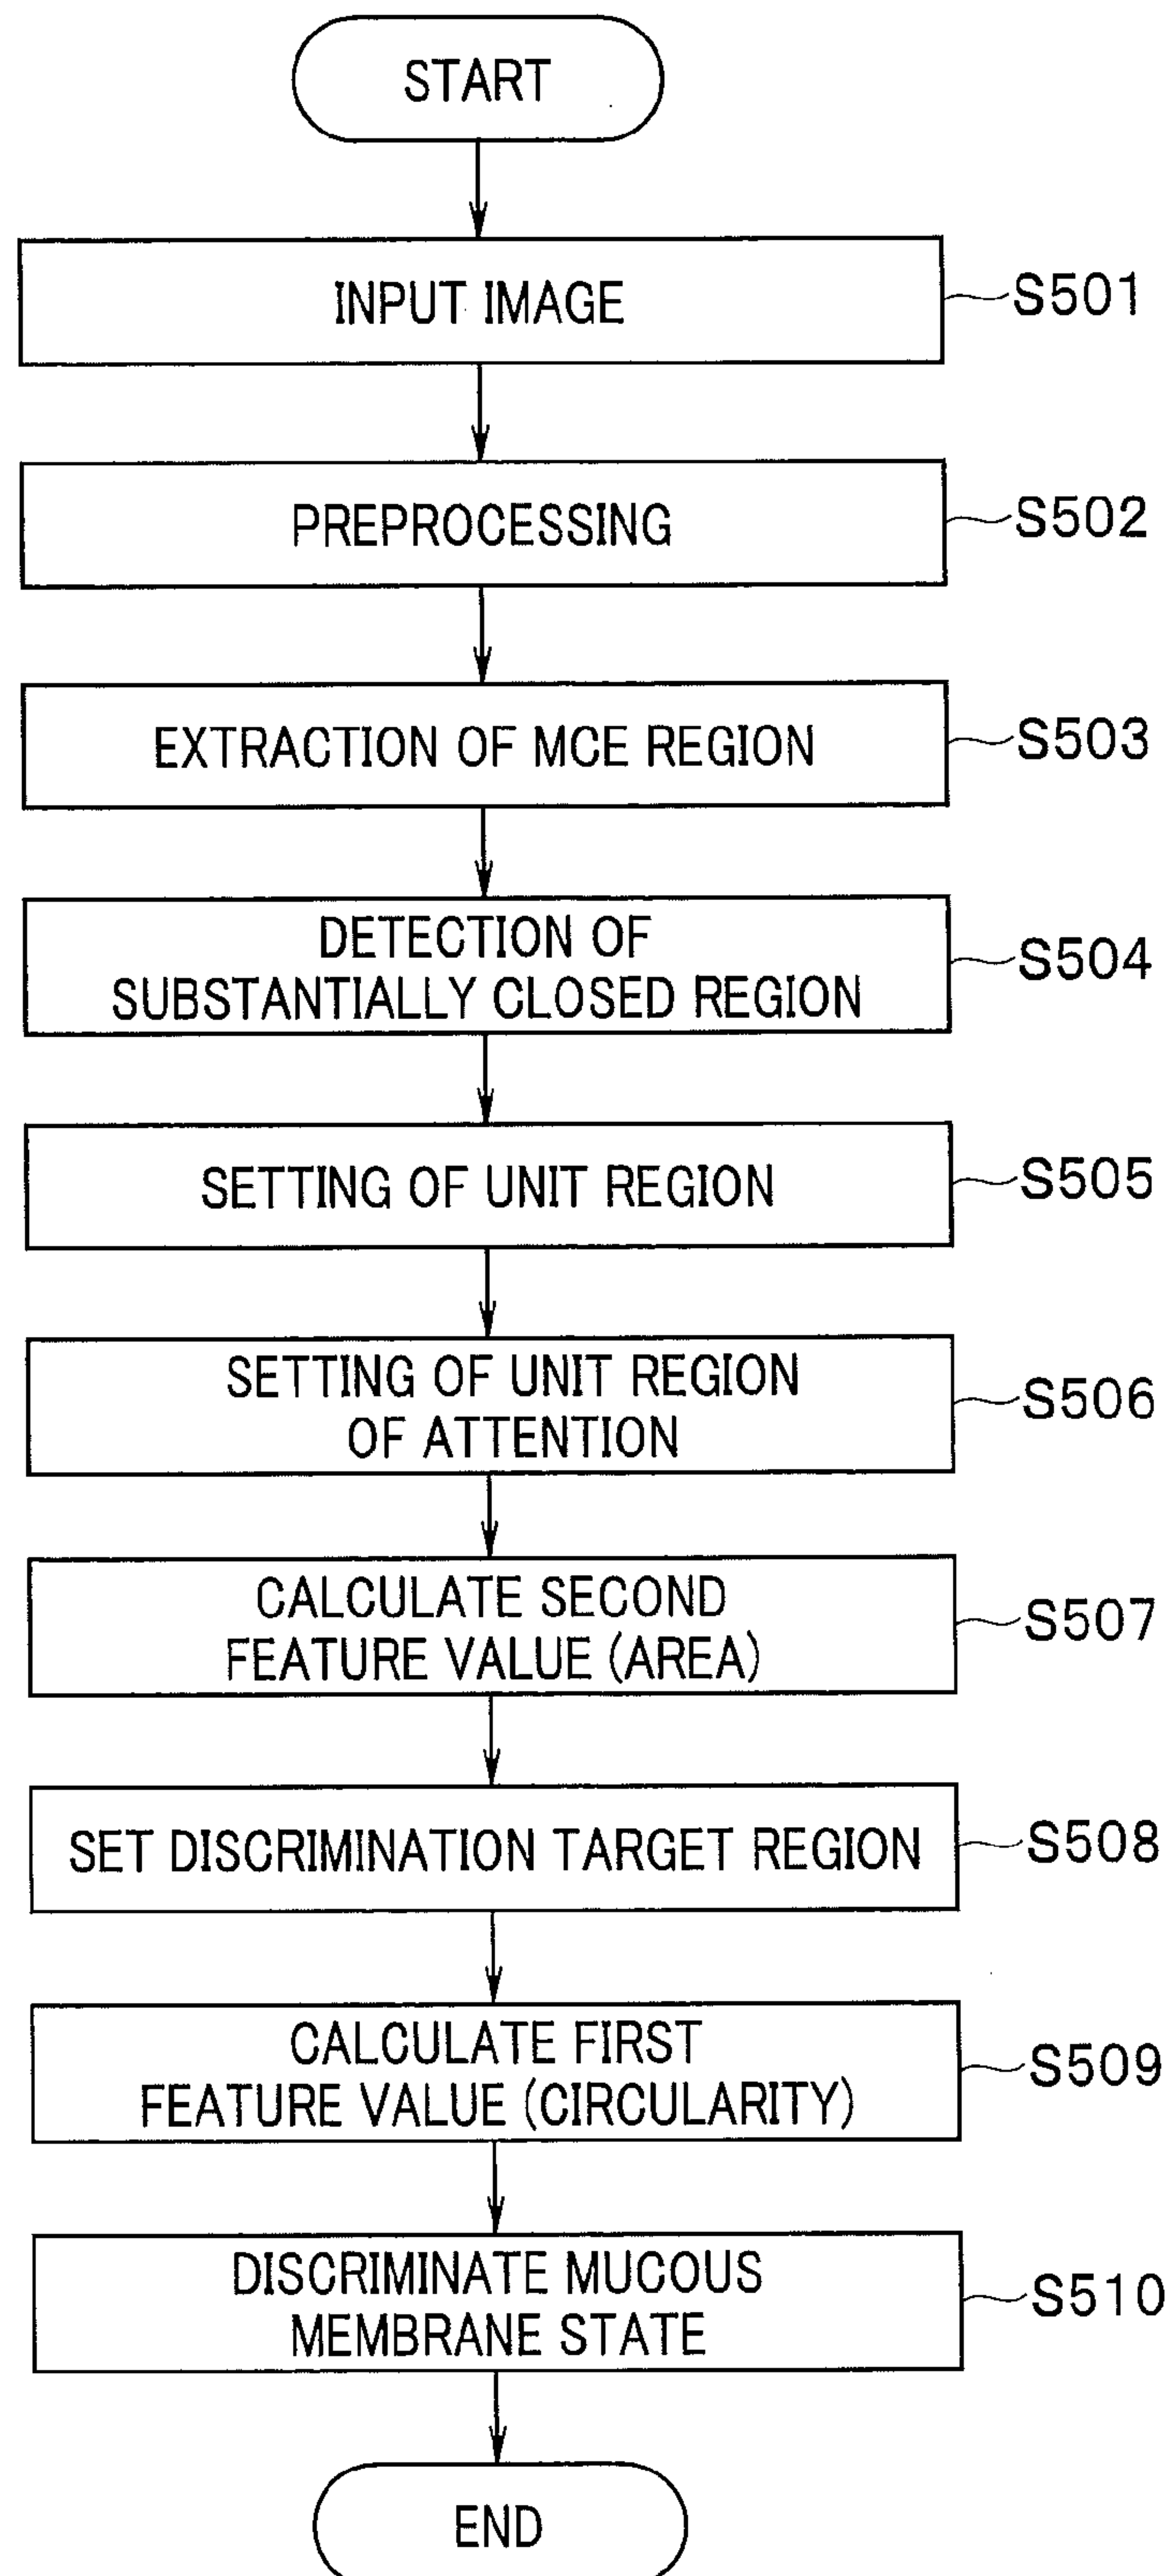 START
INPUT IMAGE
S501
PREPROCESSING
S502
EXTRACTION OF MCE REGION
S503
DETECTION OF
SUBSTANTIALLY CLOSED REGION
S504
SETTING OF UNIT REGION
S505
SETTING OF UNIT REGION
OF ATTENTION
S506
CALCULATE SECOND
FEATURE VALUE (AREA)
S507
SET DISCRIMINATION TARGET REGION
S508
CALCULATE FIRST
FEATURE VALUE (CIRCULARITY)
S509
DISCRIMINATE MUCOUS
MEMBRANE STATE
S510
END